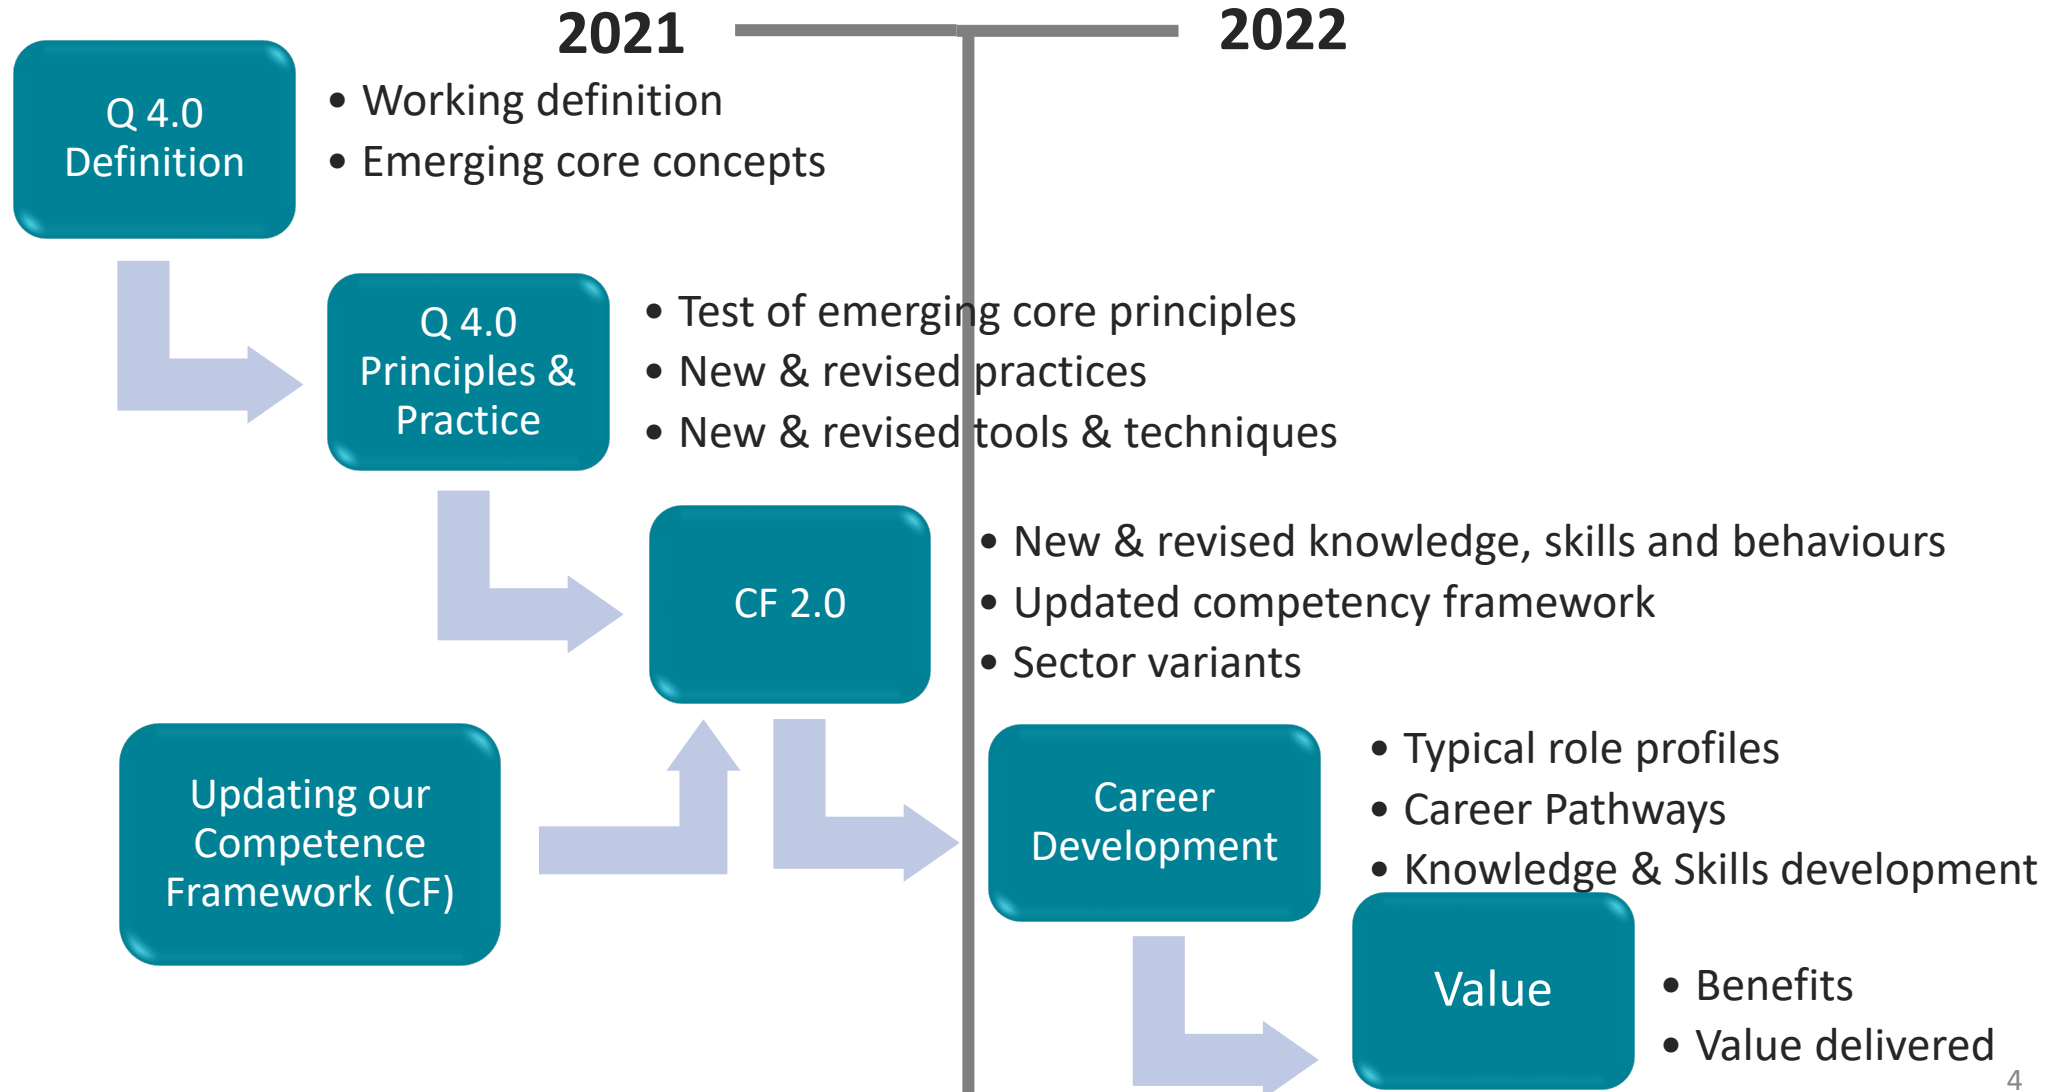 2021
2022
Q 4.0
Definition
• Working definition
• Emerging core concepts
Q 4.0
Principles &
Practice
• Test of emerging core principles
• New & revised practices
• New & revised tools & techniques
CF 2.0
• New & revised knowledge, skills and behaviours
• Updated competency framework
• Sector variants
Updating our
Competence
Framework (CF)
Career
Development
• Typical role profiles
• Career Pathways
• Knowledge & Skills development
Value
• Benefits
• Value delivered
4